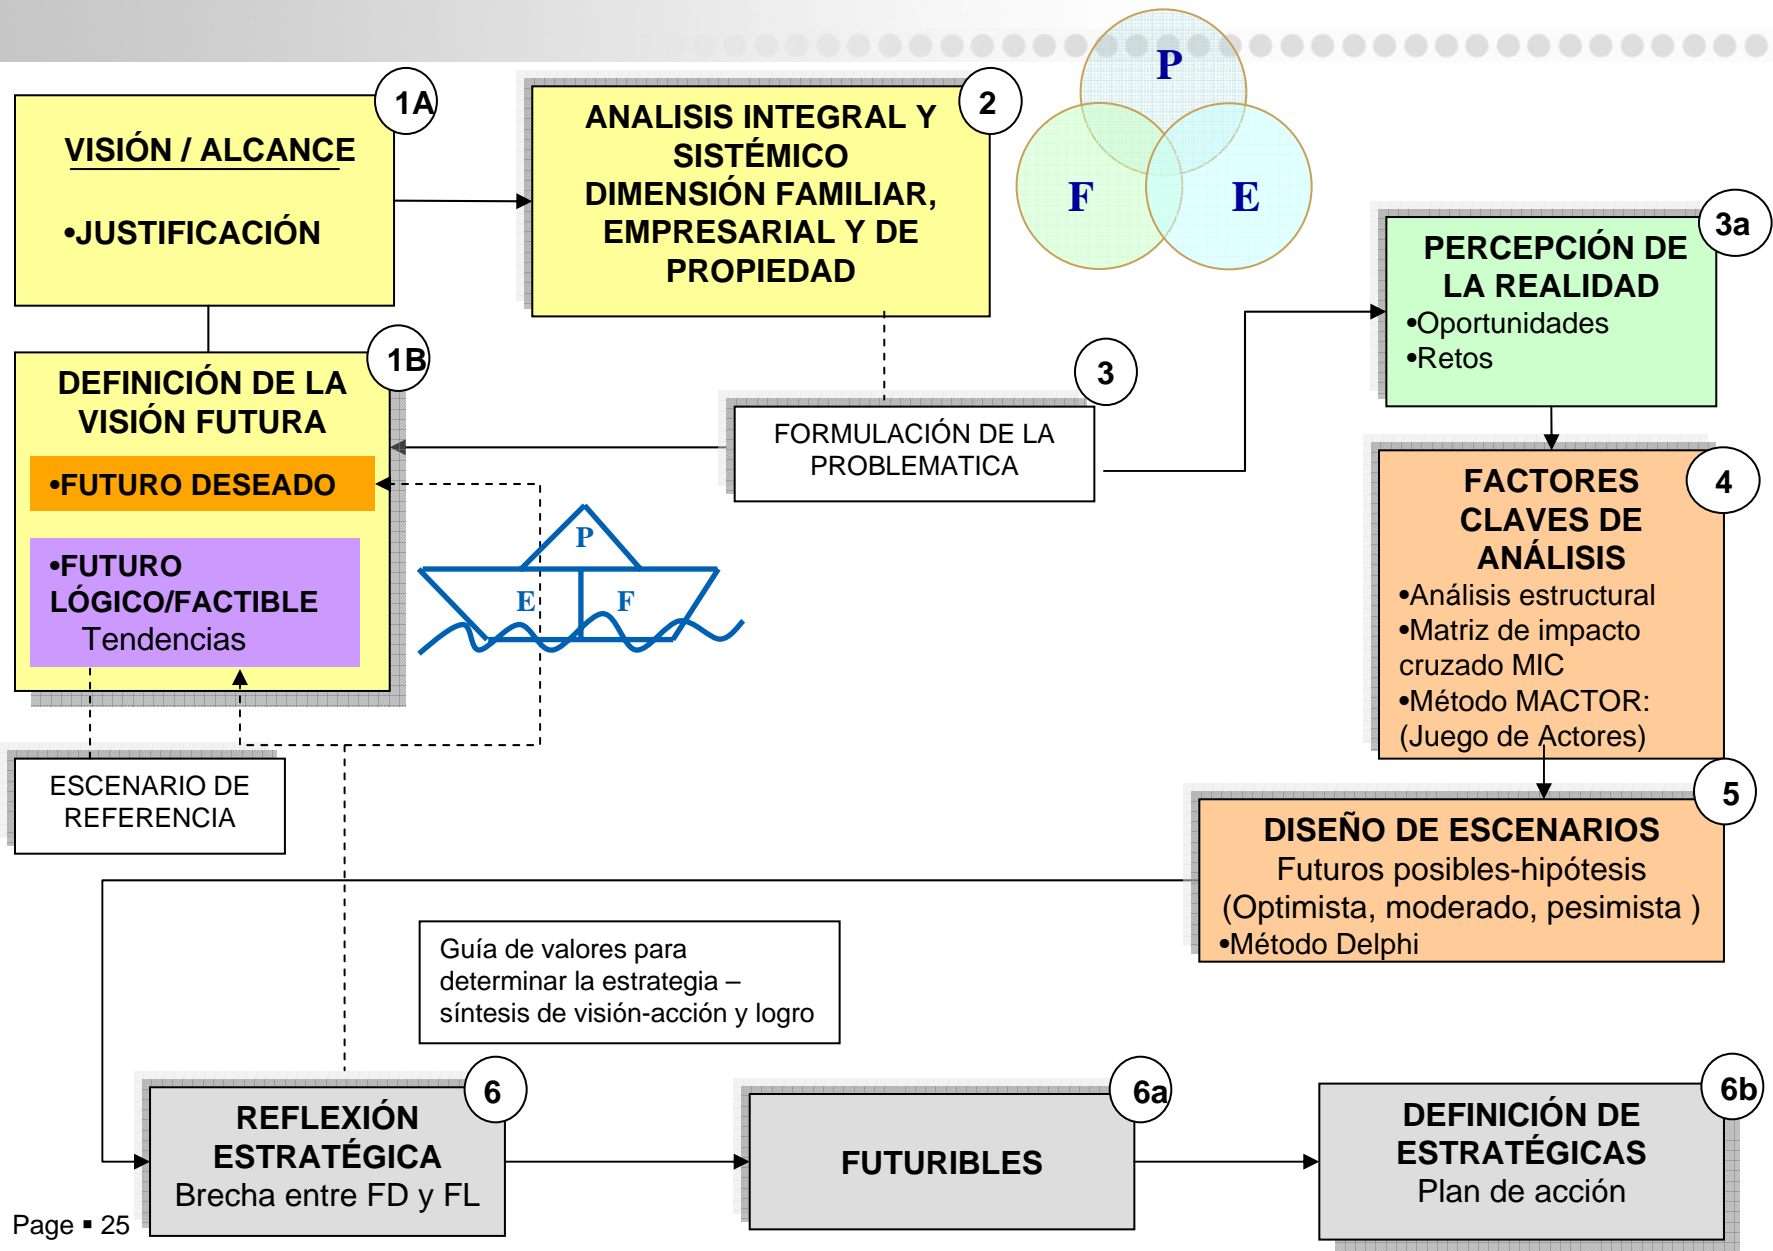 1A
VISIÓN / ALCANCE
•JUSTIFICACIÓN
2
ANALISIS INTEGRAL Y
SISTÉMICO
DIMENSIÓN FAMILIAR,
EMPRESARIAL Y DE
PROPIEDAD
P
F
E
3a
PERCEPCIÓN DE
LA REALIDAD
•Oportunidades
•Retos
1B
DEFINICIÓN DE LA
VISIÓN FUTURA
•FUTURO DESEADO
•FUTURO
LÓGICO/FACTIBLE
Tendencias
3
FORMULACIÓN DE LA
PROBLEMATICA
P
E
F
4
FACTORES
CLAVES DE
ANÁLISIS
•Análisis estructural
•Matriz de impacto
cruzado MIC
•Método MACTOR:
(Juego de Actores)
ESCENARIO DE
REFERENCIA
5
DISEÑO DE ESCENARIOS
Futuros posibles-hipótesis
(Optimista, moderado, pesimista )
•Método Delphi
Guía de valores para
determinar la estrategia –
síntesis de visión-acción y logro
6
REFLEXIÓN
ESTRATÉGICA
Brecha entre FD y FL
6a
FUTURIBLES
6b
DEFINICIÓN DE
ESTRATÉGICAS
Plan de acción
Page ▪ 25